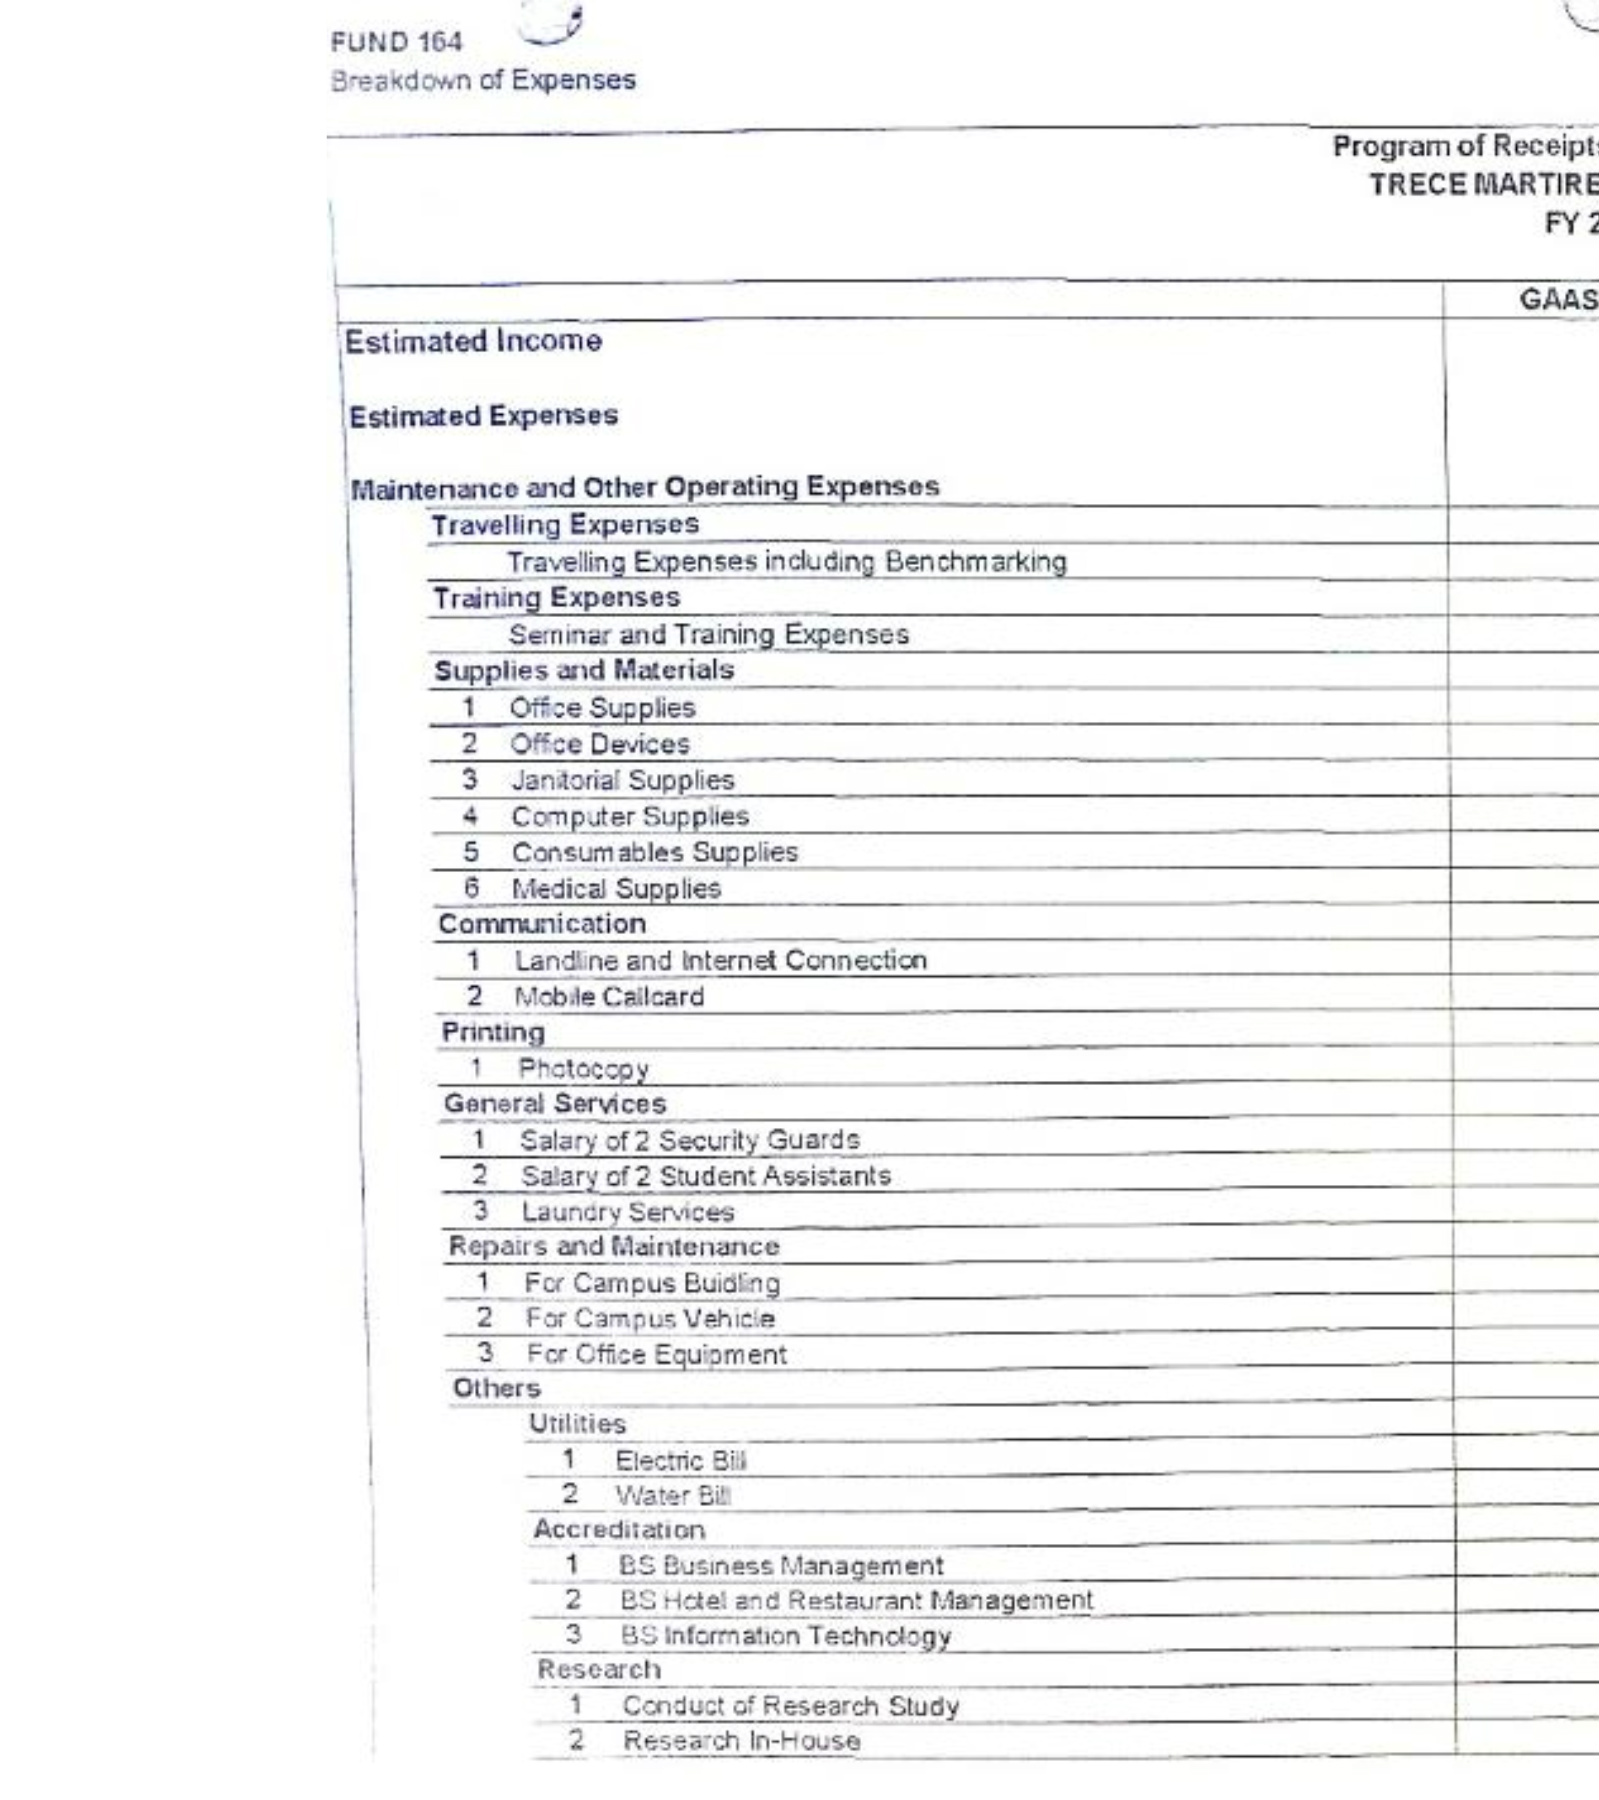 FUND 164
Breakdown of Expenses
Program of Receipts
TRECE MARTIRE
FY 2
GAAS
Estimated Income
Estimated Expenses
Maintenance and Other Operating Expenses
Travelling Expenses
Travelling Expenses including Benchmarking
Training Expenses
Seminar and Training Expenses
Supplies and Materials
1 Office Supplies
2 Office Devices
3 Janitorial Supplies
4 Computer Supplies
5 Consumables Supplies
6 Medical Supplies
Communication
1 Landline and Internet Connection
2 Mobile Callcard
Printing
1 Photocopy
General Services
1 Salary of 2 Security Guards
2 Salary of 2 Student Assistants
3 Laundry Services
Repairs and Maintenance
1 For Campus Buidling
2 For Campus Vehicle
3 For Office Equipment
Others
Utilities
1 Electric Bill
2 Water Bill
Accreditation
1 BS Business Management
2 BS Hotel and Restaurant Management
3 BS Information Technology
Research
1 Conduct of Research Study
2 Research In-House